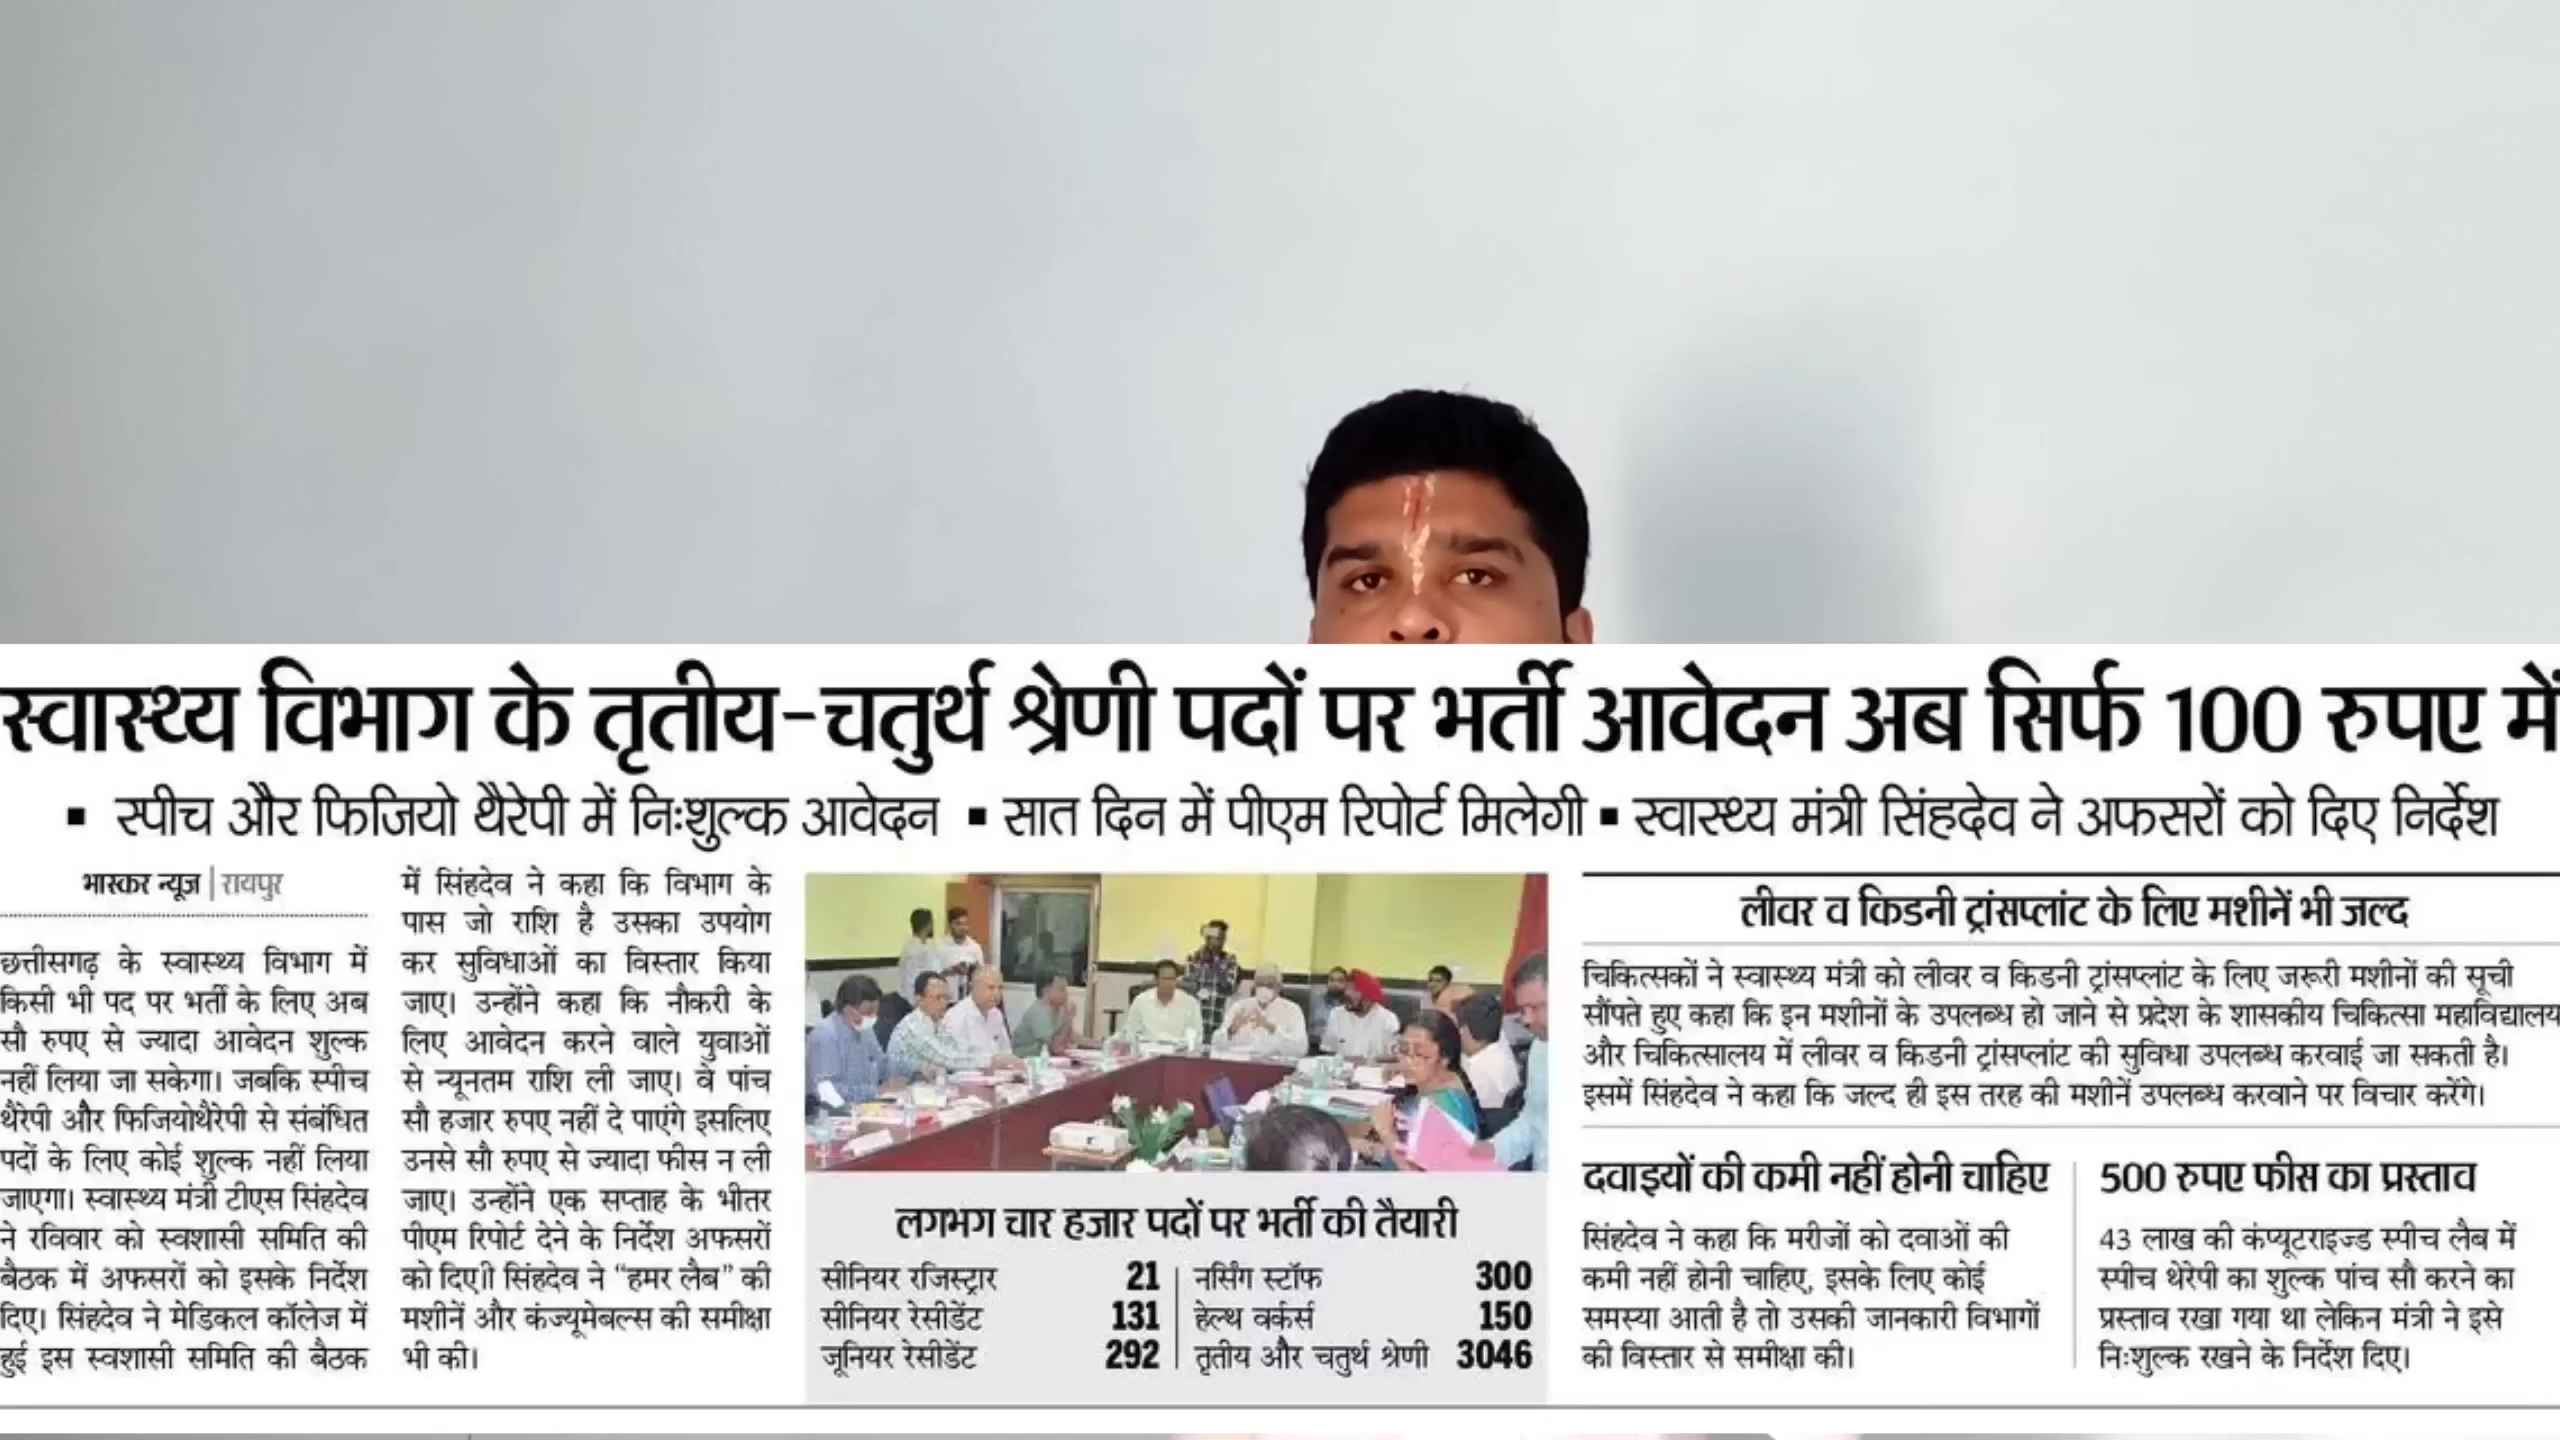 स्वास्थ्य विभाग के तृतीय-चतुर्थ श्रेणी पदों पर भर्ती आवेदन अब सिर्फ 100 रुपए में
▪ स्पीच और फिजियो थैरेपी में निःशुल्क आवेदन ▪ सात दिन में पीएम रिपोर्ट मिलेगी ▪ स्वास्थ्य मंत्री सिंहदेव ने अफसरों को दिए निर्देश
भास्कर न्यूज | रायपुर
छत्तीसगढ़ के स्वास्थ्य विभाग में
किसी भी पद पर भर्ती के लिए अब
सौ रुपए से ज्यादा आवेदन शुल्क
नहीं लिया जा सकेगा। जबकि स्पीच
थैरेपी और फिजियोथैरेपी से संबंधित
पदों के लिए कोई शुल्क नहीं लिया
जाएगा। स्वास्थ्य मंत्री टीएस सिंहदेव
ने रविवार को स्वशासी समिति की
बैठक में अफसरों को इसके निर्देश
दिए। सिंहदेव ने मेडिकल कॉलेज में
हुई इस स्वशासी समिति की बैठक
में सिंहदेव ने कहा कि विभाग के
पास जो राशि है उसका उपयोग
कर सुविधाओं का विस्तार किया
जाए। उन्होंने कहा कि नौकरी के
लिए आवेदन करने वाले युवाओं
से न्यूनतम राशि ली जाए। वे पांच
सौ हजार रुपए नहीं दे पाएंगे इसलिए
उनसे सौ रुपए से ज्यादा फीस न ली
जाए। उन्होंने एक सप्ताह के भीतर
पीएम रिपोर्ट देने के निर्देश अफसरों
को दिए।। सिंहदेव ने “हमर लैब” की
मशीनें और कंज्यूमेबल्स की समीक्षा
भी की।
लगभग चार हजार पदों पर भर्ती की तैयारी
सीनियर रजिस्ट्रार 21
सीनियर रेसीडेंट 131
जूनियर रेसीडेंट 292
नर्सिंग स्टॉफ 300
हेल्थ वर्कर्स 150
तृतीय और चतुर्थ श्रेणी 3046
लीवर व किडनी ट्रांसप्लांट के लिए मशीनें भी जल्द
चिकित्सकों ने स्वास्थ्य मंत्री को लीवर व किडनी ट्रांसप्लांट के लिए जरूरी मशीनों की सूची
सौंपते हुए कहा कि इन मशीनों के उपलब्ध हो जाने से प्रदेश के शासकीय चिकित्सा महाविद्यालय
और चिकित्सालय में लीवर व किडनी ट्रांसप्लांट की सुविधा उपलब्ध करवाई जा सकती है।
इसमें सिंहदेव ने कहा कि जल्द ही इस तरह की मशीनें उपलब्ध करवाने पर विचार करेंगे।
दवाइयों की कमी नहीं होनी चाहिए
सिंहदेव ने कहा कि मरीजों को दवाओं की
कमी नहीं होनी चाहिए, इसके लिए कोई
समस्या आती है तो उसकी जानकारी विभागों
की विस्तार से समीक्षा की।
500 रुपए फीस का प्रस्ताव
43 लाख की कंप्यूटराइज्ड स्पीच लैब में
स्पीच थेरेपी का शुल्क पांच सौ करने का
प्रस्ताव रखा गया था लेकिन मंत्री ने इसे
निःशुल्क रखने के निर्देश दिए।